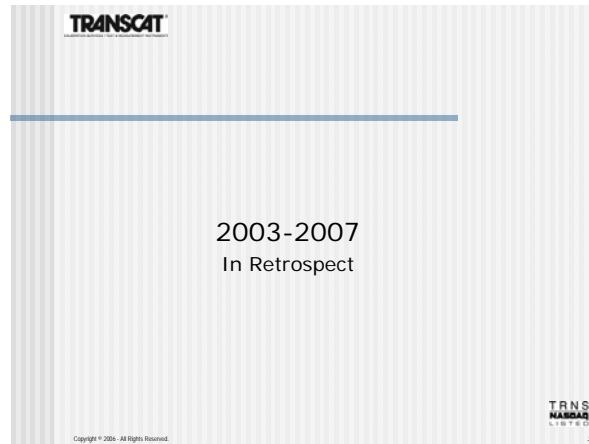 TRANSCAT®
2003-2007
In Retrospect
TRNS
NASDAQ
LISTED
Copyright © 2006 - All Rights Reserved.